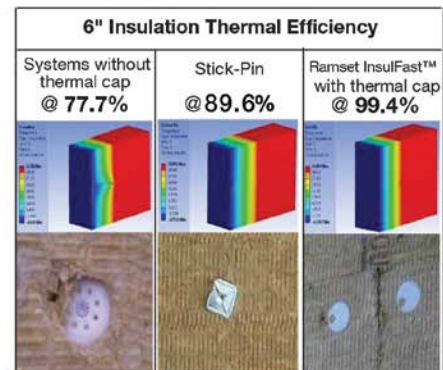 6" Insulation Thermal Efficiency
Systems without
thermal cap
@ 77.7%
Stick-Pin
@ 89.6%
Ramset InsulFast™
with thermal cap
@ 99.4%